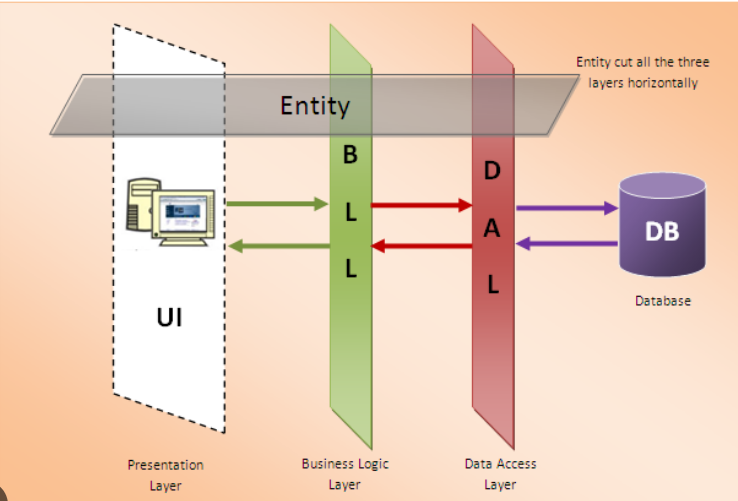 Entity cut all the three
layers horizontally
Entity
B
L
L
D
A
L
DB
Database
UI
Presentation
Layer
Business Logic
Layer
Data Access
Layer